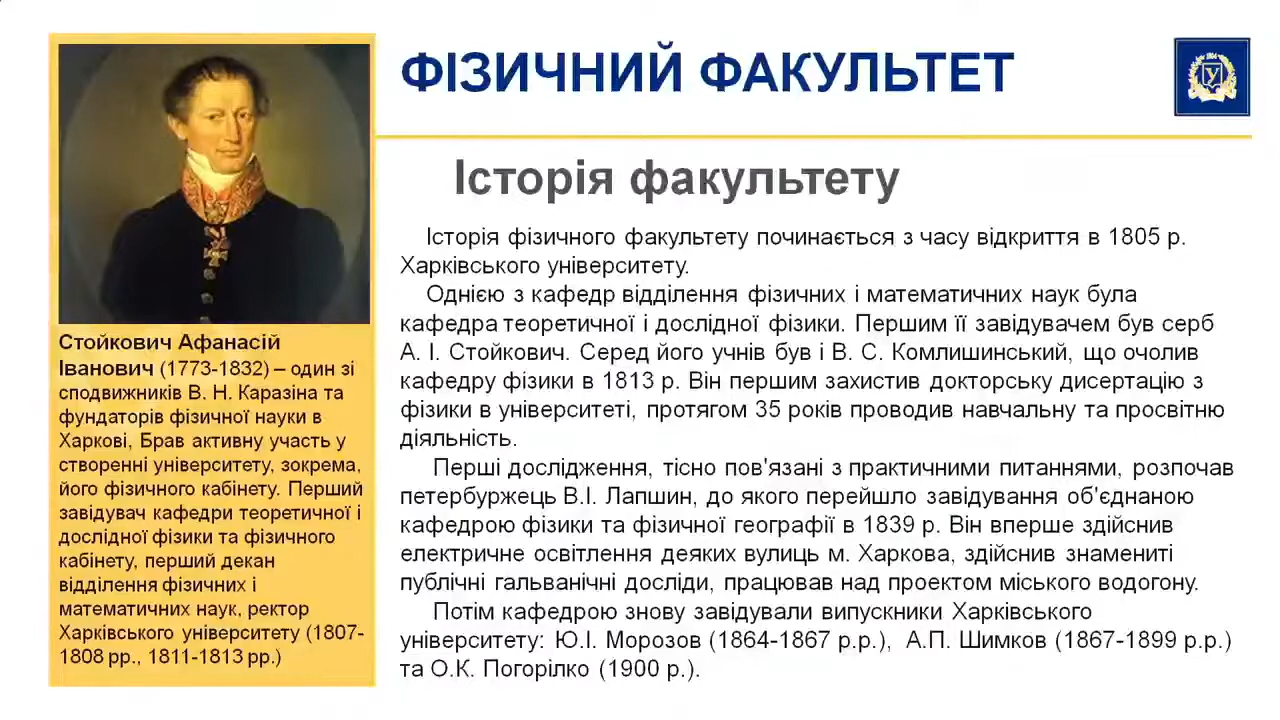 ФІЗИЧНИЙ ФАКУЛЬТЕТ
Історія факультету
Історія фізичного факультету починається з часу відкриття в 1805 р.
Харківського університету.
Однією з кафедр відділення фізичних і математичних наук була
кафедра теоретичної і дослідної фізики. Першим її завідувачем був серб
А. І. Стойкович. Серед його учнів був і В. С. Комлишинський, що очолив
кафедру фізики в 1813 р. Він першим захистив докторську дисертацію з
фізики в університеті, протягом 35 років проводив навчальну та просвітню
діяльність.
Перші дослідження, тісно пов'язані з практичними питаннями, розпочав
петербуржець В.І. Лапшин, до якого перейшло завідування об'єднаною
кафедрою фізики та фізичної географії в 1839 р. Він вперше здійснив
електричне освітлення деяких вулиць м. Харкова, здійснив знамениті
публічні гальванічні досліди, працював над проектом міського водогону.
Потім кафедрою знову завідували випускники Харківського
університету: Ю.І. Морозов (1864-1867 р.р.), А.П. Шимков (1867-1899 р.р.)
та О.К. Погорілко (1900 р.).
Стойкович Афанасій
Іванович (1773-1832) – один зі
сподвижників В. Н. Каразіна та
фундаторів фізичної науки в
Харкові, Брав активну участь у
створенні університету, зокрема,
його фізичного кабінету. Перший
завідувач кафедри теоретичної і
дослідної фізики та фізичного
кабінету, перший декан
відділення фізичних і
математичних наук, ректор
Харківського університету (1807-
1808 рр., 1811-1813 рр.)